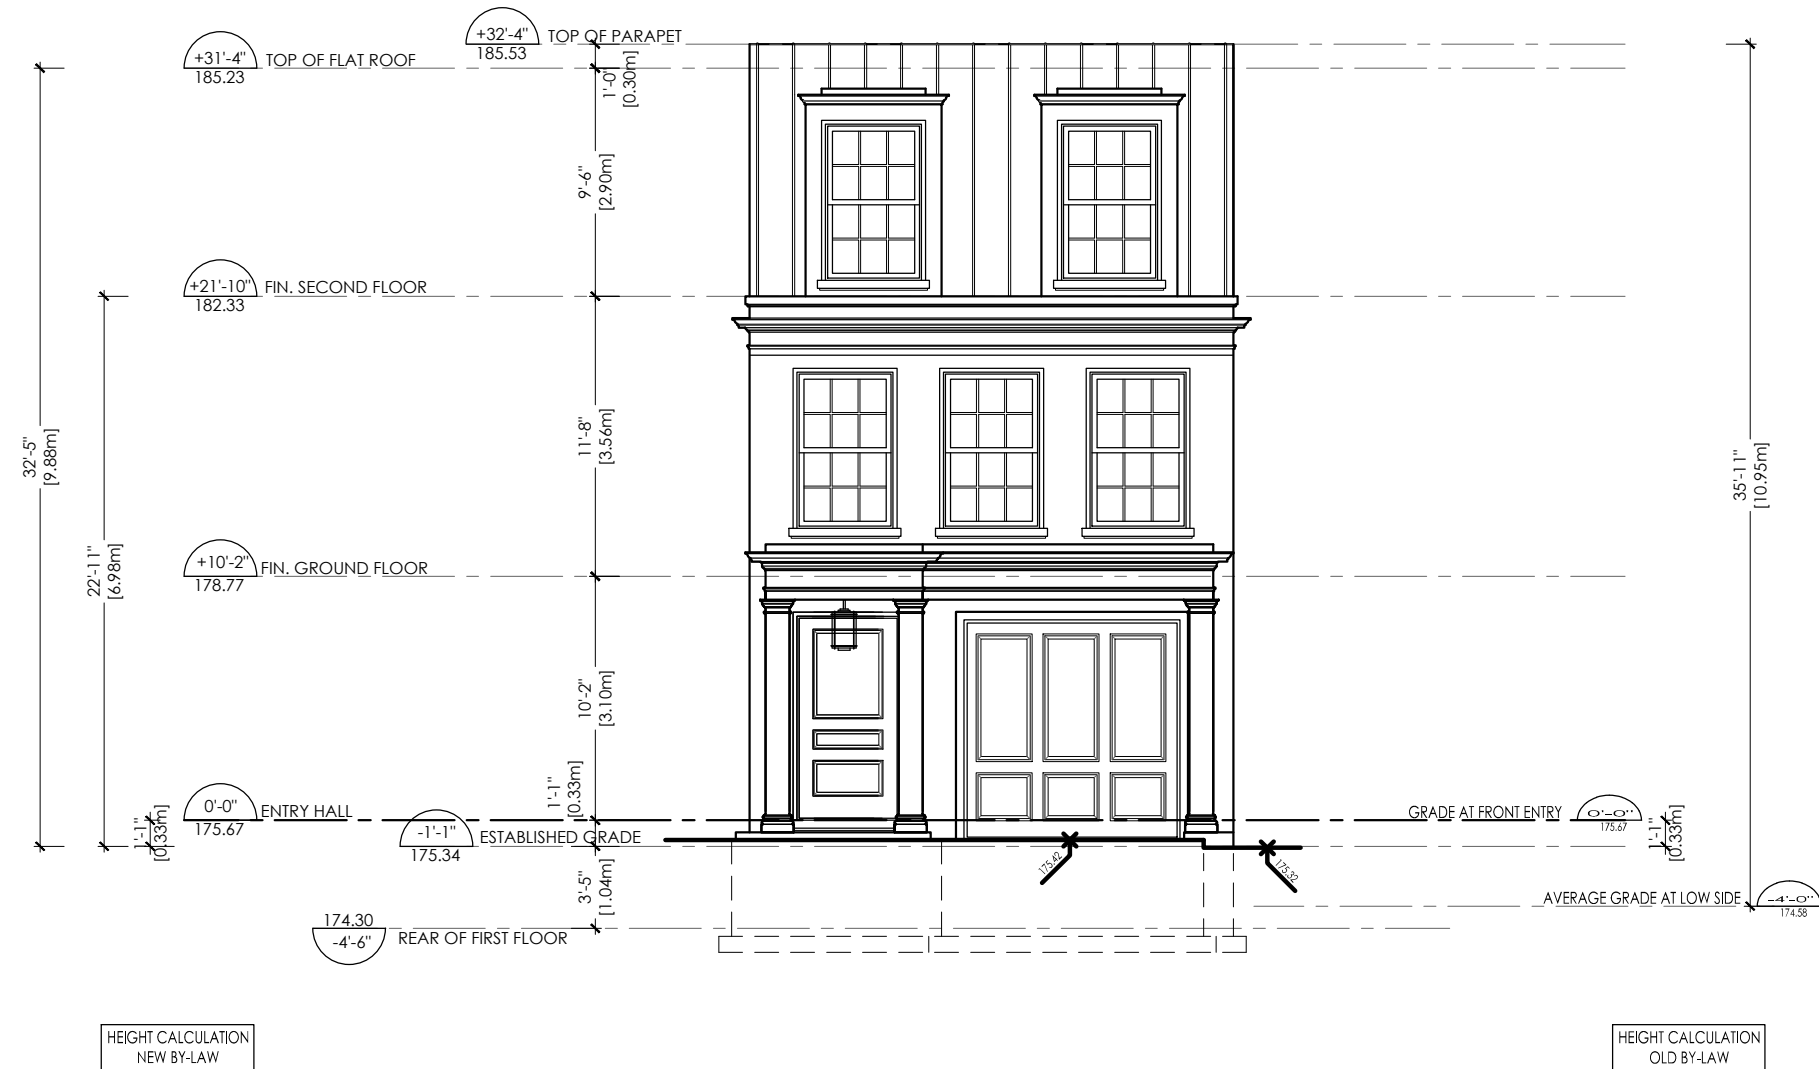 +32'-4" TOP OF PARAPET
185.53
+31'-4" TOP OF FLAT ROOF
185.23
1'-0"
[0.30m]
9'-6"
[2.90m]
+21'-10" FIN. SECOND FLOOR
182.33
11'-8"
[3.56m]
32'-5"
[9.88m]
35'-11"
[10.95m]
22'-11"
[6.98m]
+10'-2" FIN. GROUND FLOOR
178.77
10'-2"
[3.10m]
0'-0" ENTRY HALL
175.67
1'-1"
[0.33m]
1'-1"
[0.33m]
-1'-1" ESTABLISHED GRADE
175.34
GRADE AT FRONT ENTRY 0'-0"
175.67
1'-1"
[0.33m]
175.42
175.32
3'-5"
[1.04m]
AVERAGE GRADE AT LOW SIDE -4'-0"
174.58
174.30
-4'-6" REAR OF FIRST FLOOR
HEIGHT CALCULATION
NEW BY-LAW
HEIGHT CALCULATION
OLD BY-LAW